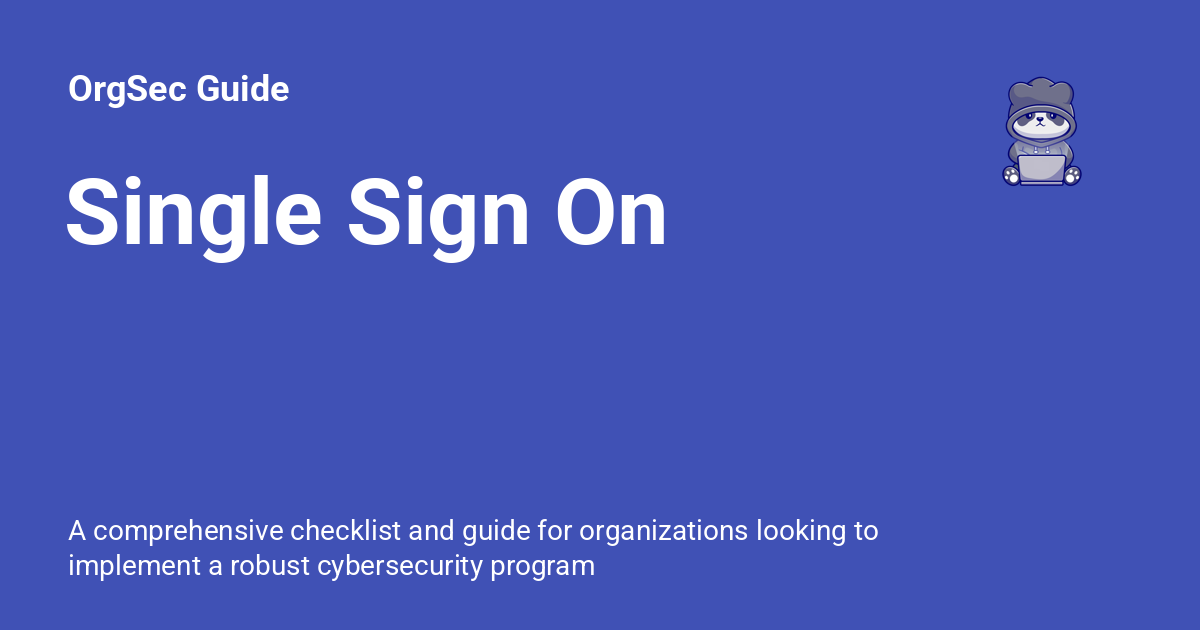 OrgSec Guide
Single Sign On
A comprehensive checklist and guide for organizations looking to
implement a robust cybersecurity program